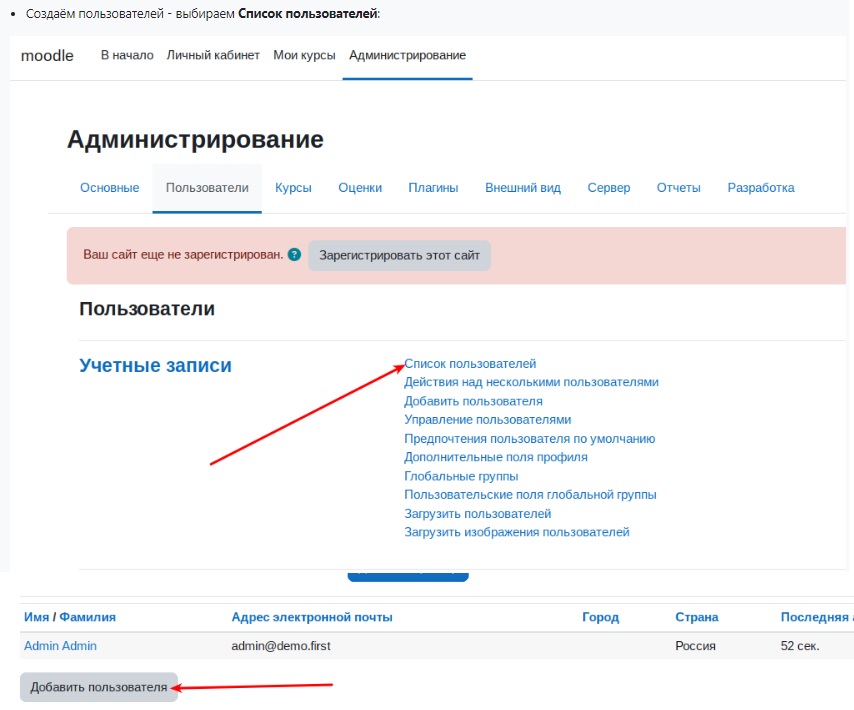 Создаём пользователей - выбираем Список пользователей:
moodle В начало Личный кабинет Мои курсы Администрирование
Администрирование
Основные Пользователи Курсы Оценки Плагины Внешний вид Сервер Отчеты Разработка
Ваш сайт еще не зарегистрирован. ? Зарегистрировать этот сайт
Пользователи
Учетные записи
Список пользователей
Действия над несколькими пользователями
Добавить пользователя
Управление пользователями
Предпочтения пользователя по умолчанию
Дополнительные поля профиля
Глобальные группы
Пользовательские поля глобальной группы
Загрузить пользователей
Загрузить изображения пользователей
Имя / Фамилия Адрес электронной почты Город Страна Последняя
Admin Admin admin@demo.first Россия 52 сек.
Добавить пользователя